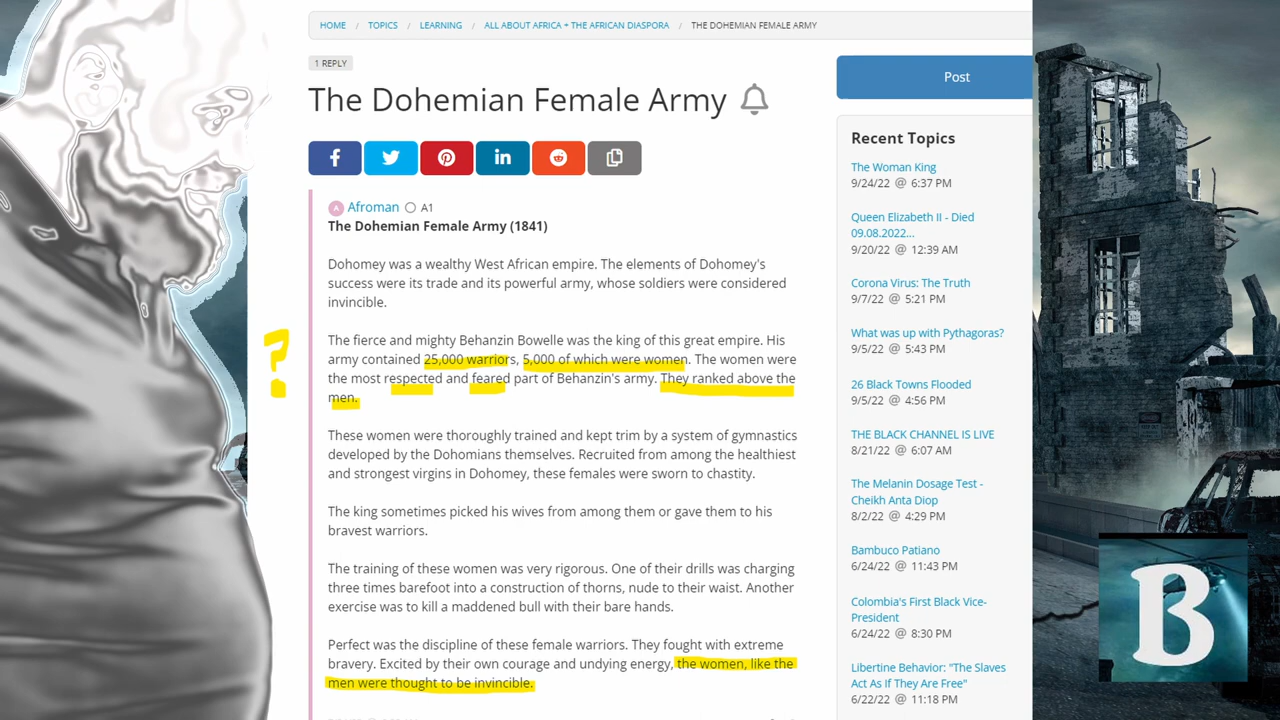 HOME / TOPICS / LEARNING / ALL ABOUT AFRICA + THE AFRICAN DIASPORA / THE DOHEMIAN FEMALE ARMY
1 REPLY
The Dohemian Female Army
A Afroman A1
The Dohemian Female Army (1841)
Dohomey was a wealthy West African empire. The elements of Dohomey's
success were its trade and its powerful army, whose soldiers were considered
invincible.
The fierce and mighty Behanzin Bowelle was the king of this great empire. His
army contained 25,000 warriors, 5,000 of which were women. The women were
the most respected and feared part of Behanzin's army. They ranked above the
men.
?
These women were thoroughly trained and kept trim by a system of gymnastics
developed by the Dohomians themselves. Recruited from among the healthiest
and strongest virgins in Dohomey, these females were sworn to chastity.
The king sometimes picked his wives from among them or gave them to his
bravest warriors.
The training of these women was very rigorous. One of their drills was charging
three times barefoot into a construction of thorns, nude to their waist. Another
exercise was to kill a maddened bull with their bare hands.
Perfect was the discipline of these female warriors. They fought with extreme
bravery. Excited by their own courage and undying energy, the women, like the
men were thought to be invincible.
Post
Recent Topics
The Woman King
9/24/22 @ 6:37 PM
Queen Elizabeth II - Died
09.08.2022...
9/20/22 @ 12:39 AM
Corona Virus: The Truth
9/7/22 @ 5:21 PM
What was up with Pythagoras?
9/5/22 @ 5:43 PM
26 Black Towns Flooded
9/5/22 @ 4:56 PM
THE BLACK CHANNEL IS LIVE
8/21/22 @ 6:07 AM
The Melanin Dosage Test -
Cheikh Anta Diop
8/2/22 @ 4:29 PM
Bambuco Patiano
6/24/22 @ 11:43 PM
Colombia's First Black Vice-
President
6/24/22 @ 8:30 PM
Libertine Behavior: "The Slaves
Act As If They Are Free"
6/22/22 @ 11:18 PM
B